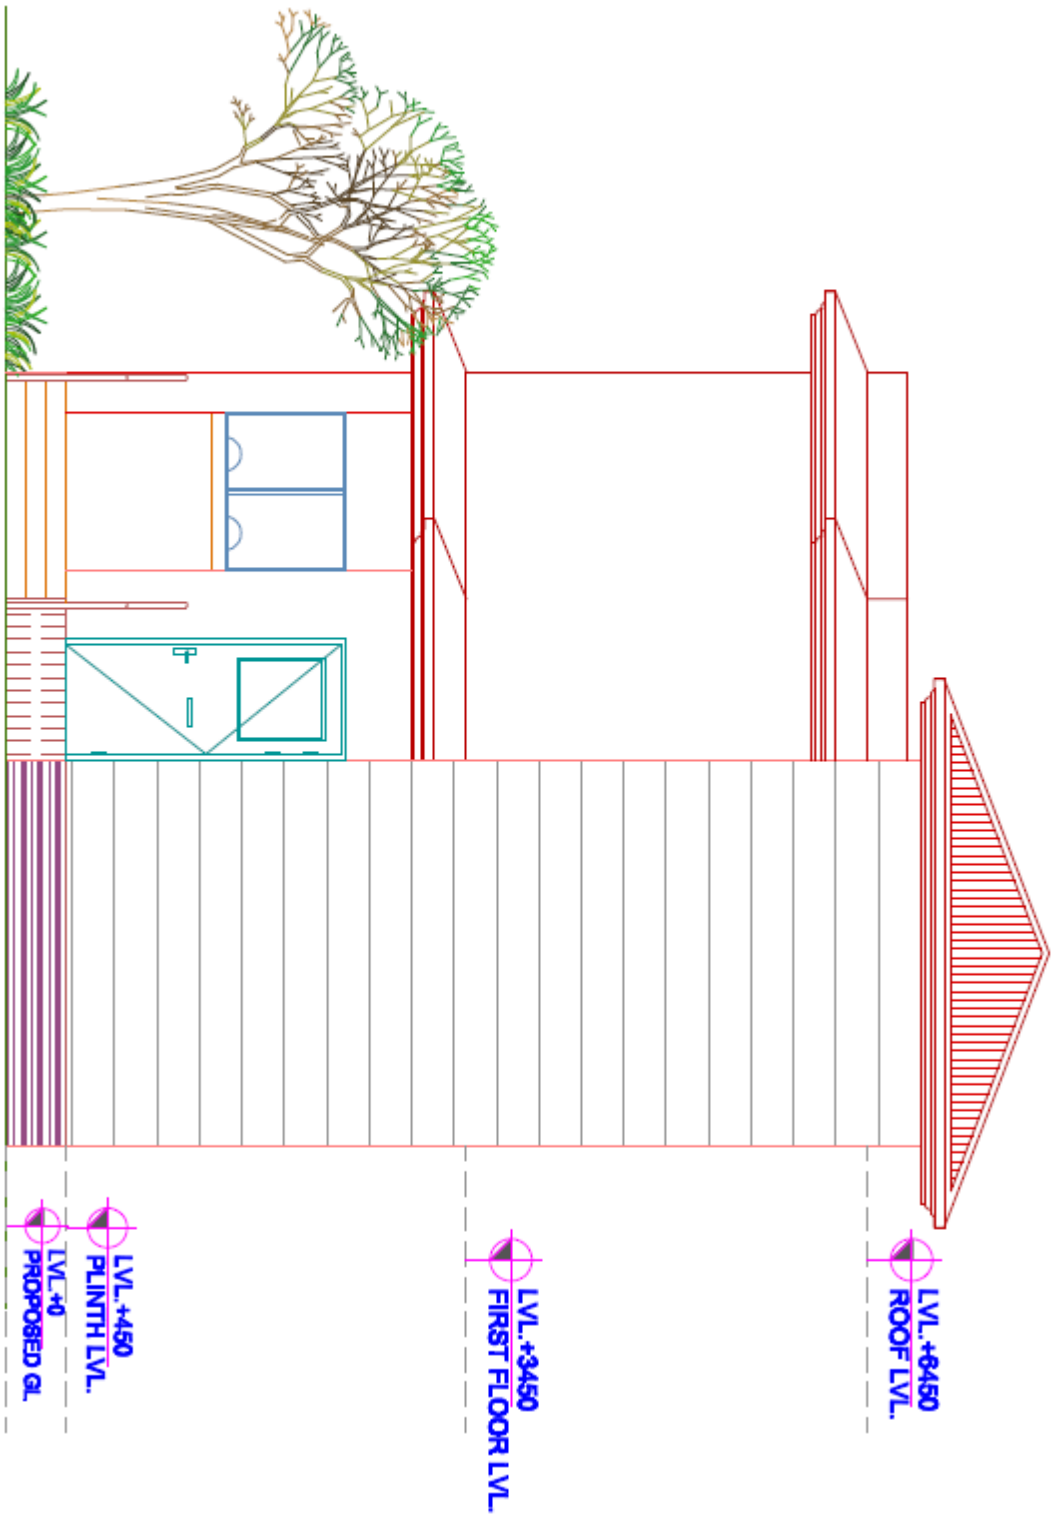 LVL.+6450
ROOF LVL.
LVL.+3450
FIRST FLOOR LVL.
LVL.+450
PLINTH LVL.
LVL.+0
PROPOSED GL